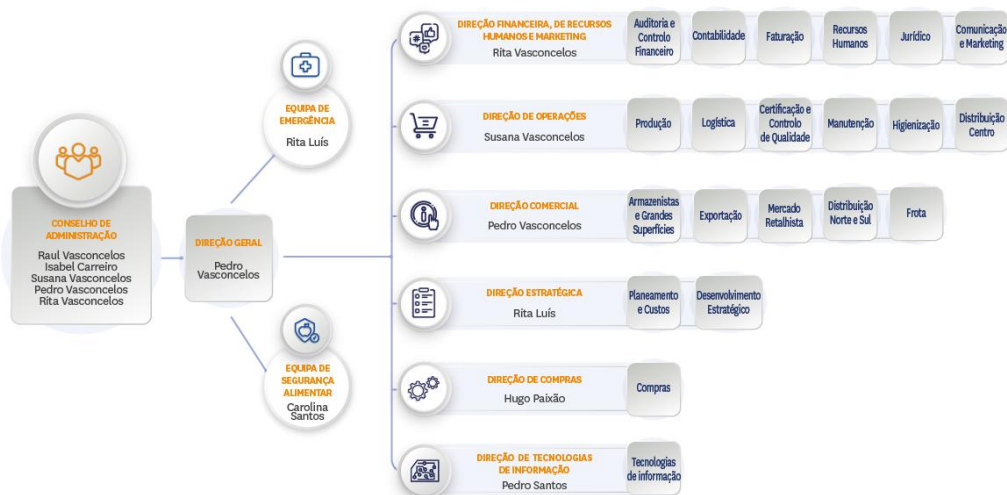 CONSELHO DE
ADMINISTRAÇÃO
Raul Vasconcelos
Isabel Carreiro
Susana Vasconcelos
Pedro Vasconcelos
Rita Vasconcelos
DIREÇÃO GERAL
Pedro
Vasconcelos
EQUIPA DE
EMERGÊNCIA
Rita Luís
EQUIPA DE
SEGURANÇA
ALIMENTAR
Carolina
Santos
DIREÇÃO FINANCEIRA, DE RECURSOS
HUMANOS E MARKETING
Rita Vasconcelos
Auditoria e
Controlo
Financeiro
Contabilidade
Faturação
Recursos
Humanos
Jurídico
Comunicação
e Marketing
DIREÇÃO DE OPERAÇÕES
Susana Vasconcelos
Produção
Logística
Certificação e
Controlo
de Qualidade
Manutenção
Higienização
Distribuição
Centro
DIREÇÃO COMERCIAL
Pedro Vasconcelos
Armazenistas
e Grandes
Superfícies
Exportação
Mercado
Retalhista
Distribuição
Norte e Sul
Frota
DIREÇÃO ESTRATÉGICA
Rita Luís
Planeamento
e Custos
Desenvolvimento
Estratégico
DIREÇÃO DE COMPRAS
Hugo Paixão
Compras
DIREÇÃO DE TECNOLOGIAS
DE INFORMAÇÃO
Pedro Santos
Tecnologias
de informação